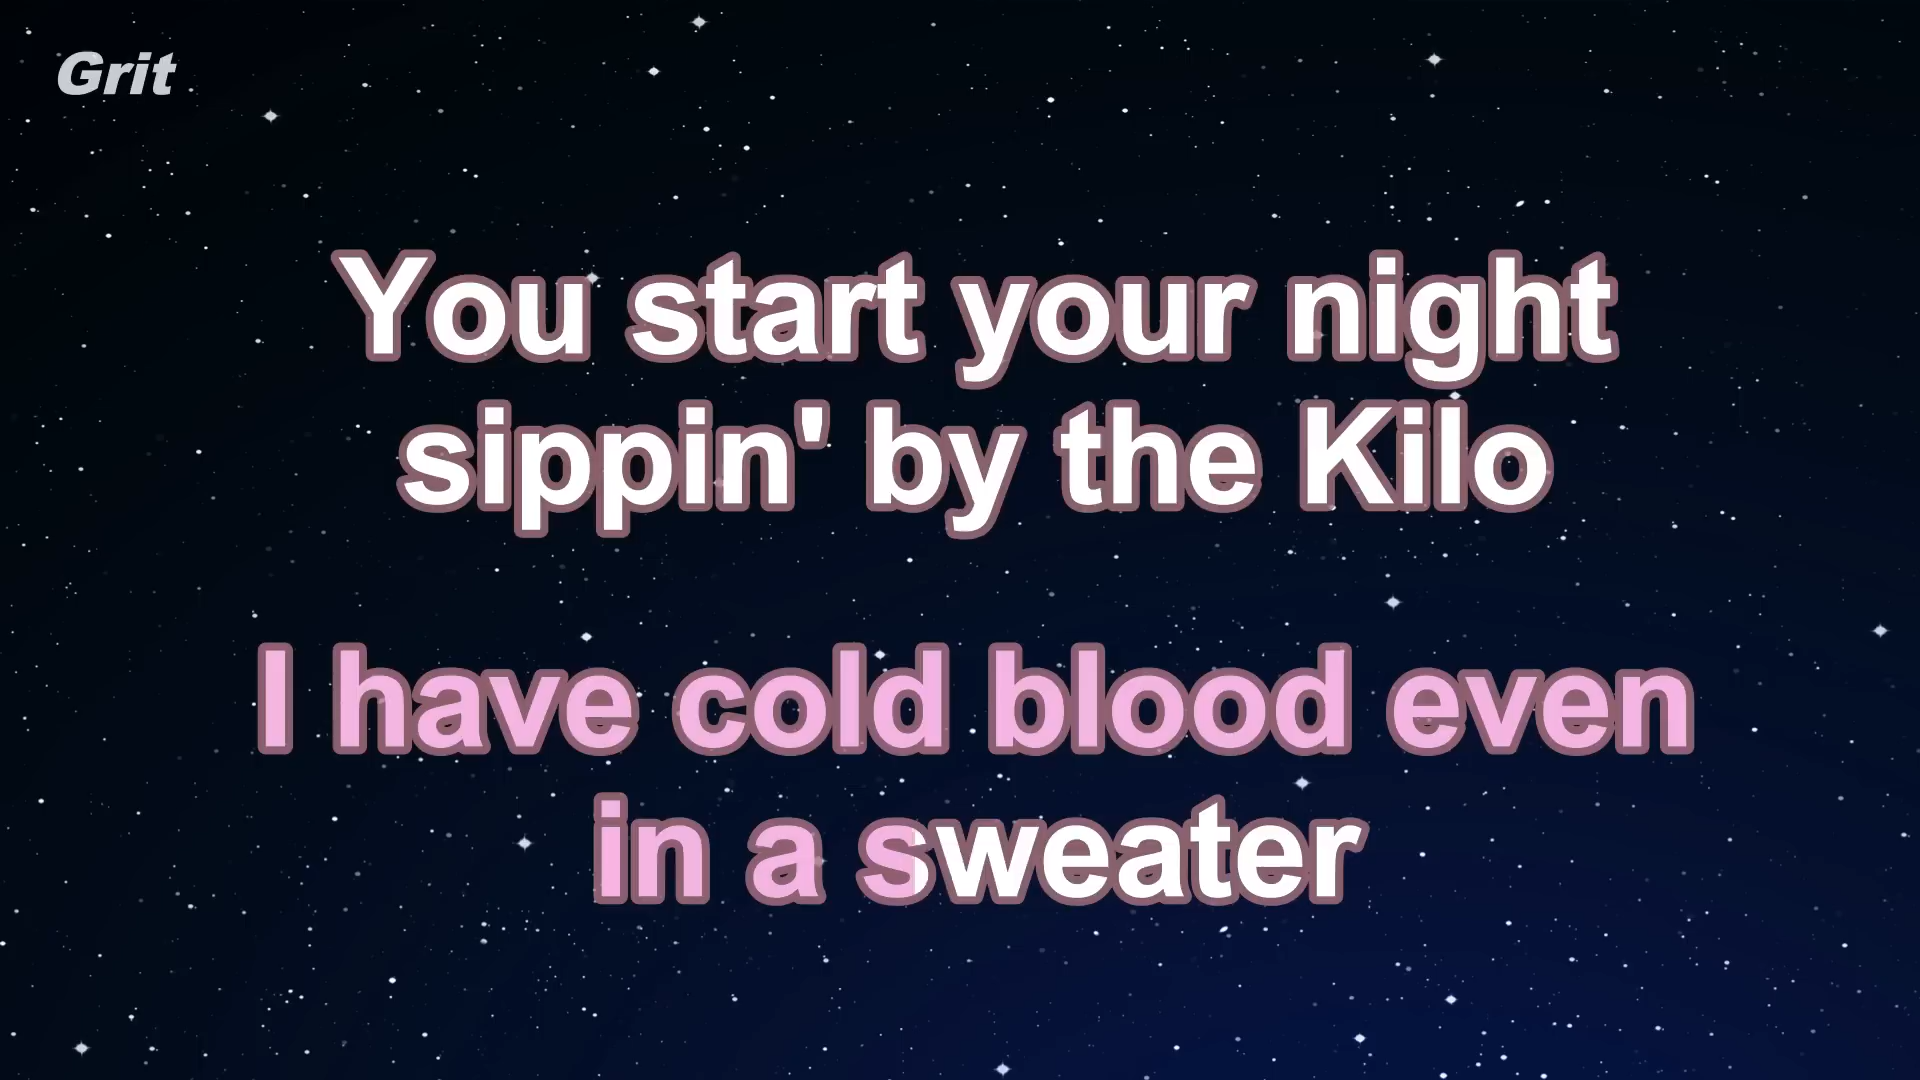 Grit
You start your night
sippin' by the Kilo
I have cold blood even
in a sweater